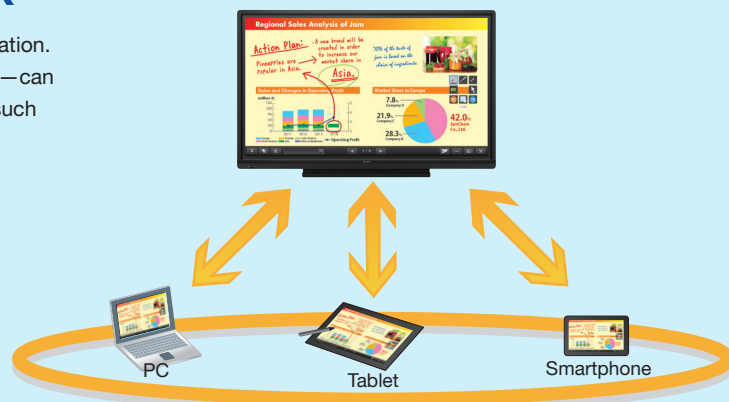 ation.
—can
such
Regional Sales Analysis of Jam
Action Plan:
Pineapples are
popular in Asia.
A new brand will be
created in order
to increase our
market share in
Asia.
70% of the taste of
jam is based on the
choice of ingredients.
Sales and Changes in Operating Profit
Market Share in Europe
7.8%
Company D
21.9%
Company C
28.3%
Company B
42.0%
JamChem
Co., Ltd.
Operating Profit
PC
Tablet
Smartphone